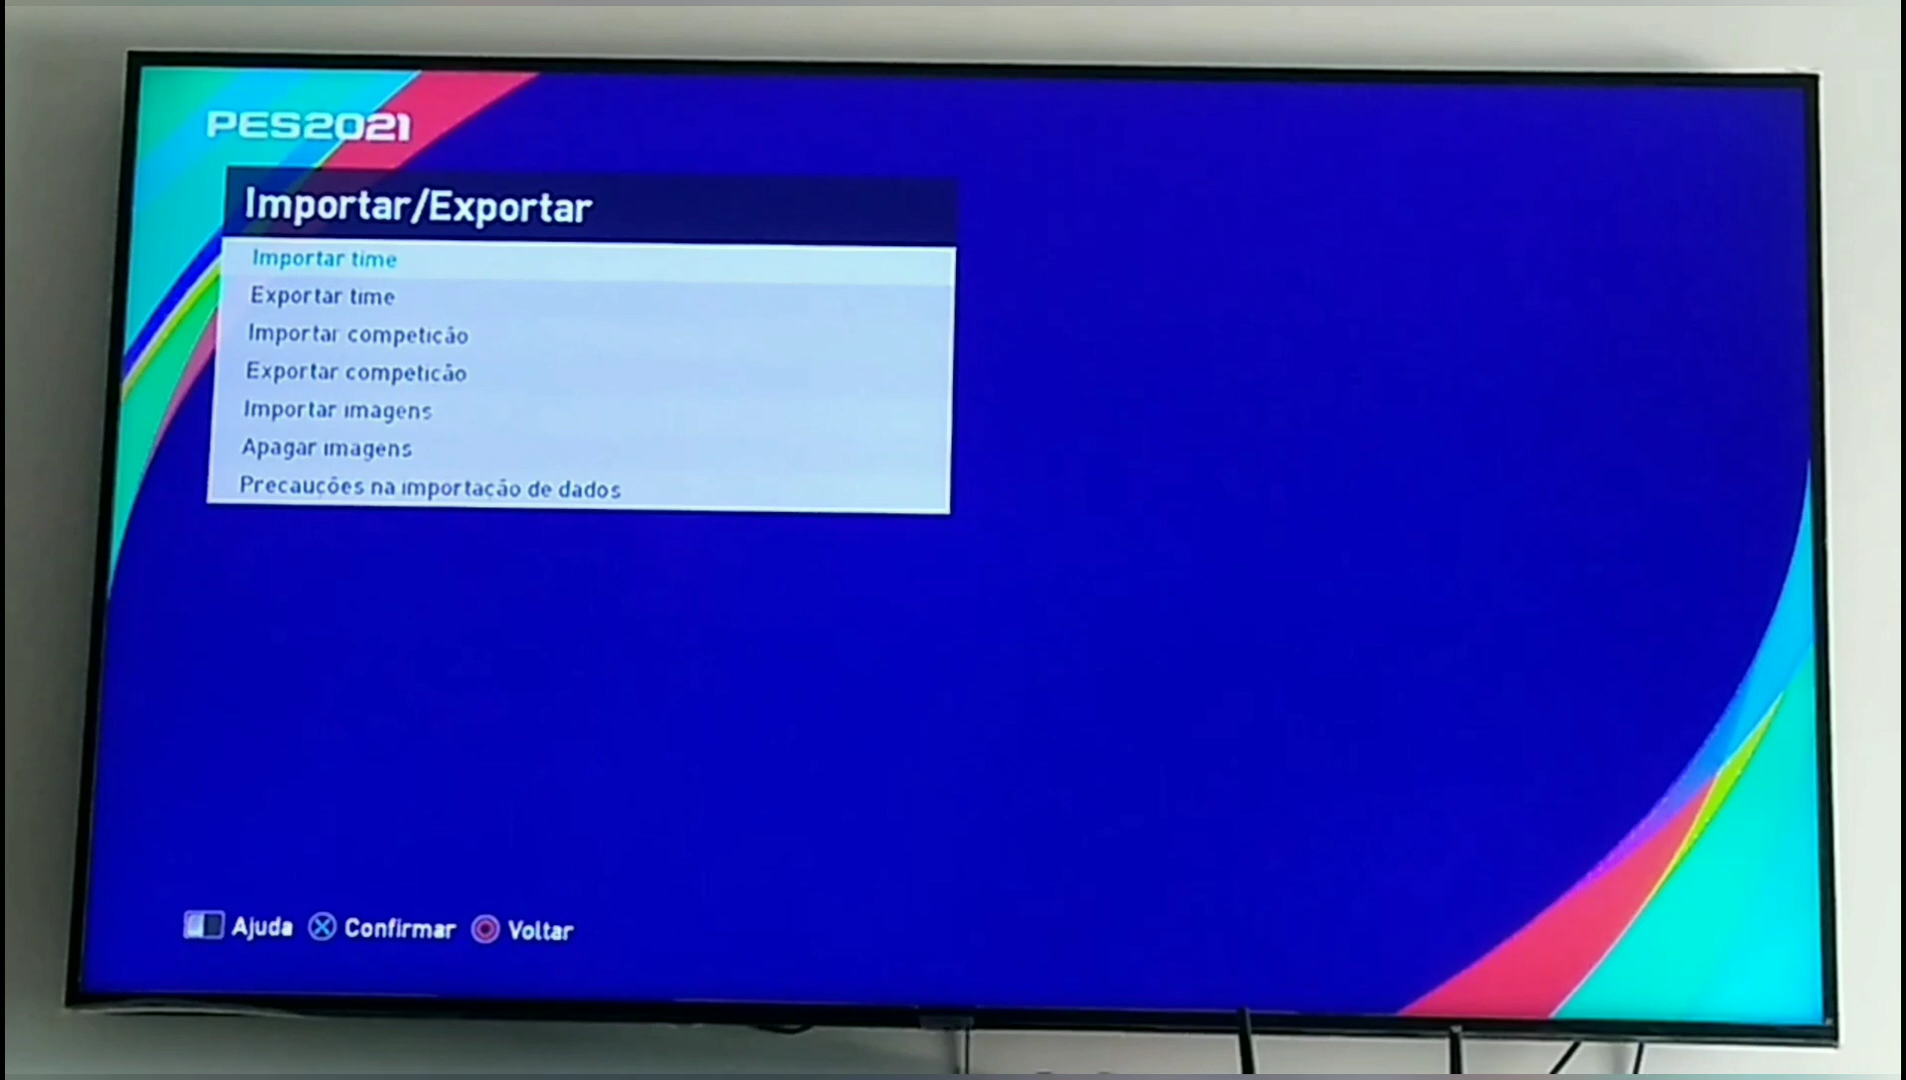 PES2021
Importar/Exportar
Importar time
Exportar time
Importar competicão
Exportar competicão
Importar imagens
Apagar imagens
Precaucões na importacão de dados
Ajuda Confirmar Voltar